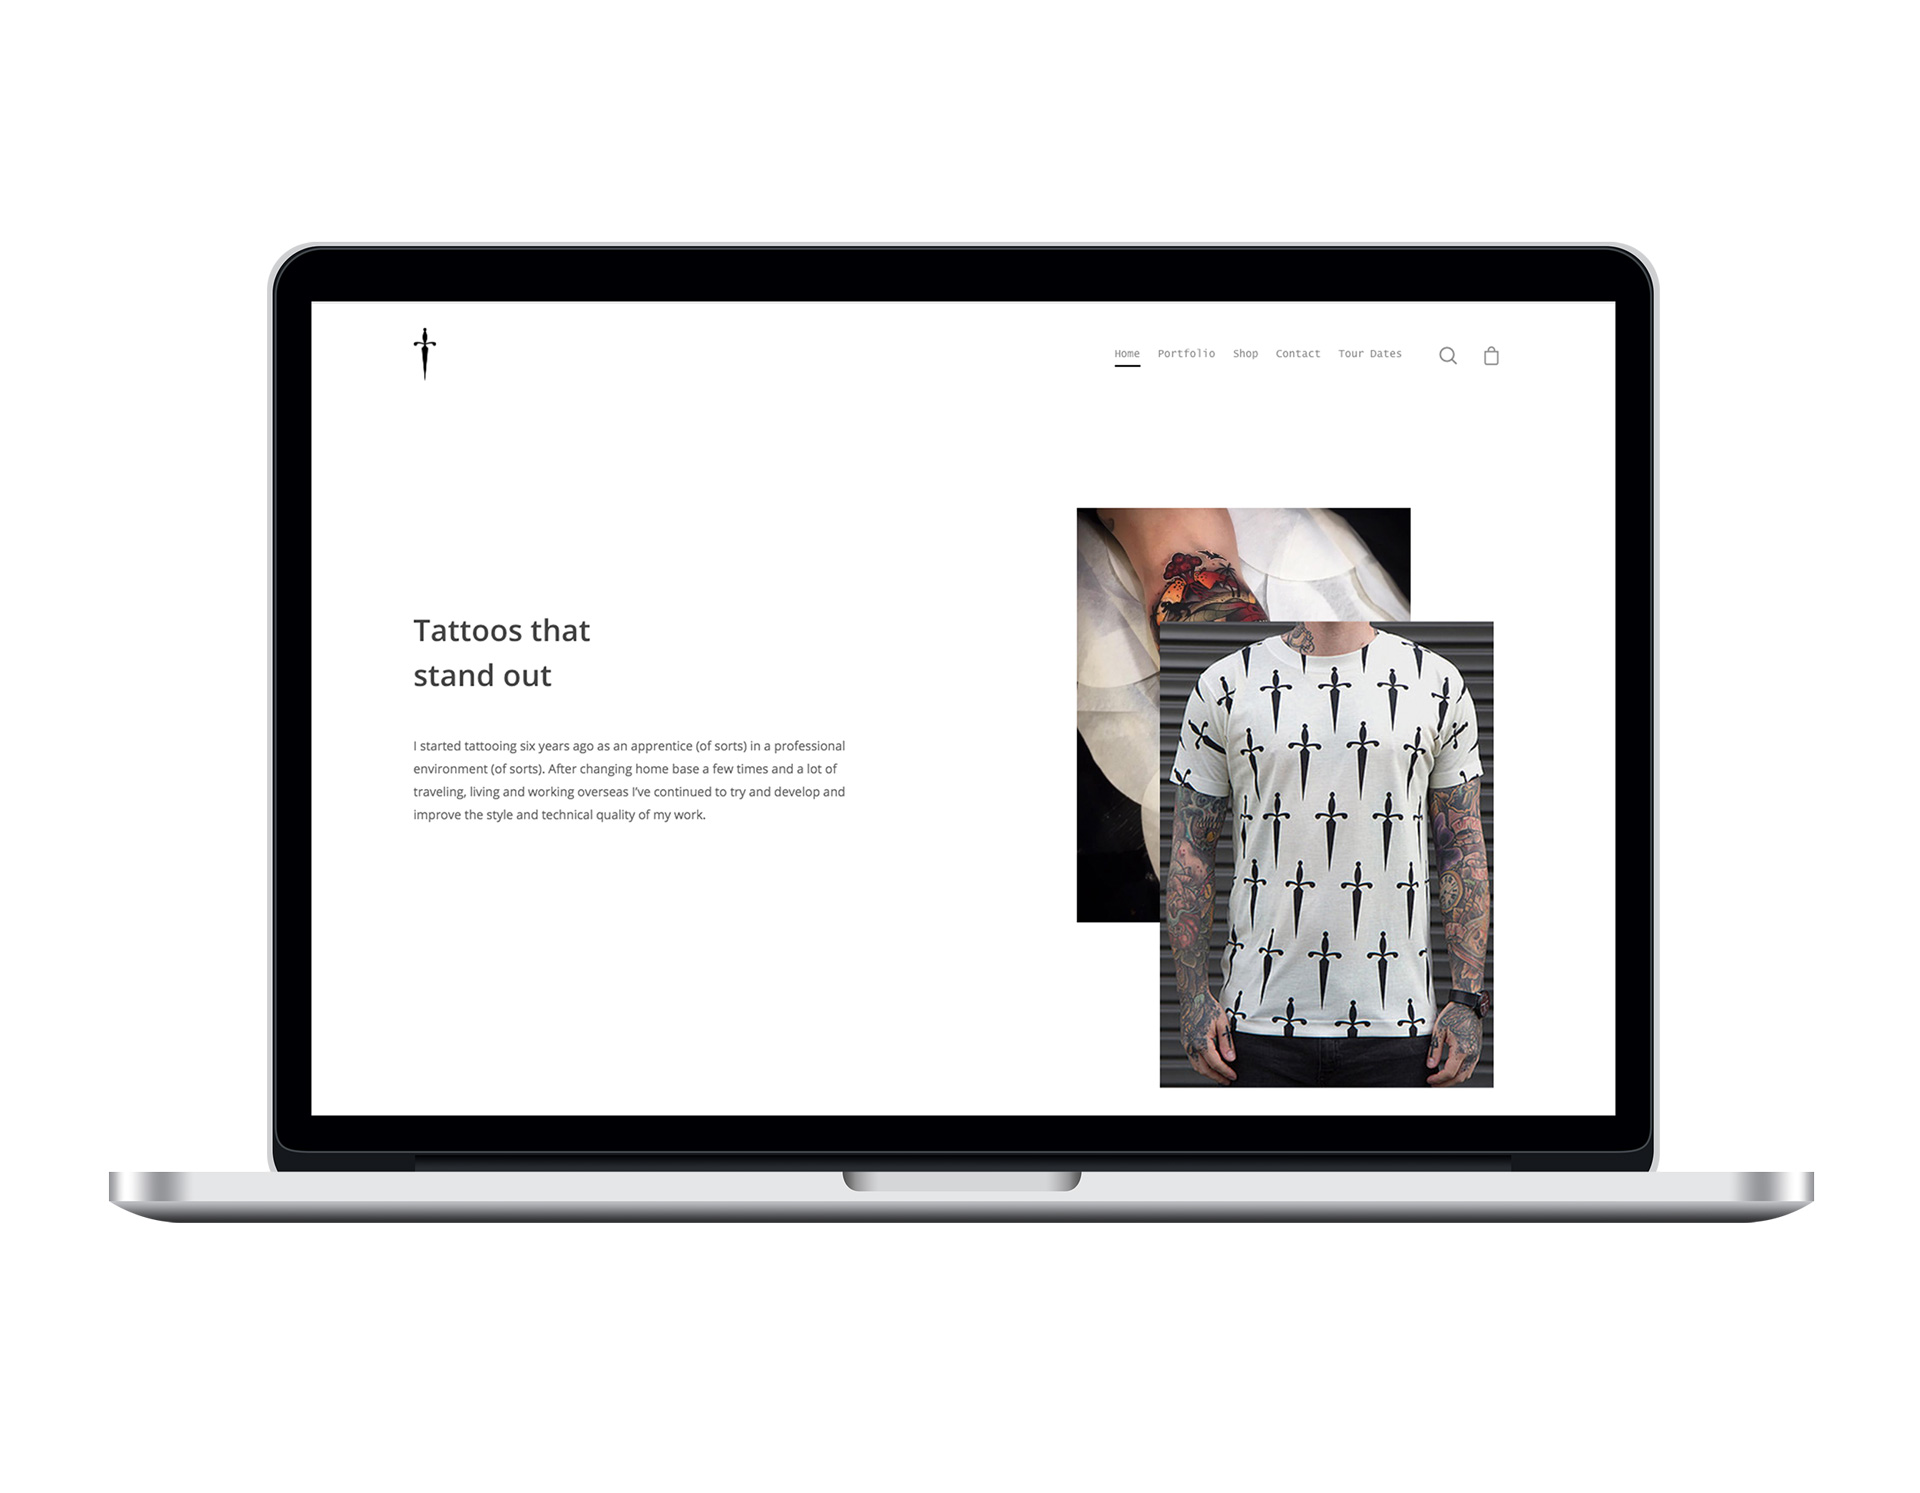 Home Portfolio Shop Contact Tour Dates
Tattoos that
stand out
I started tattooing six years ago as an apprentice (of sorts) in a professional
environment (of sorts). After changing home base a few times and a lot of
traveling, living and working overseas I've continued to try and develop and
improve the style and technical quality of my work.